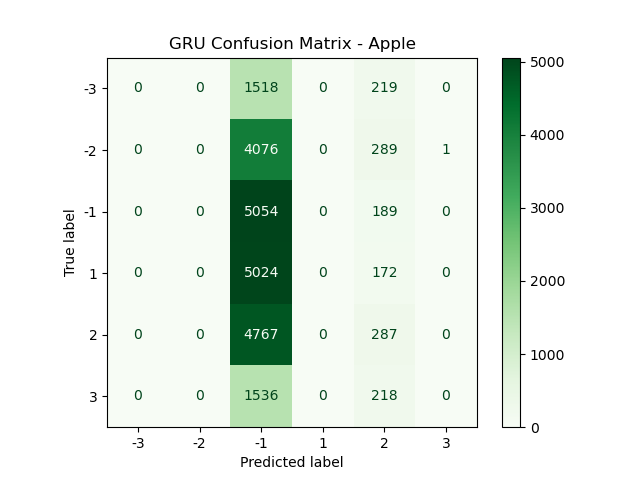 GRU Confusion Matrix - Apple
-3 0 0 1518 0 219 0
-2 0 0 4076 0 289 1
-1 0 0 5054 0 189 0
1 0 0 5024 0 172 0
2 0 0 4767 0 287 0
3 0 0 1536 0 218 0
-3 -2 -1 1 2 3
Predicted label
True label
5000
4000
3000
2000
1000
0